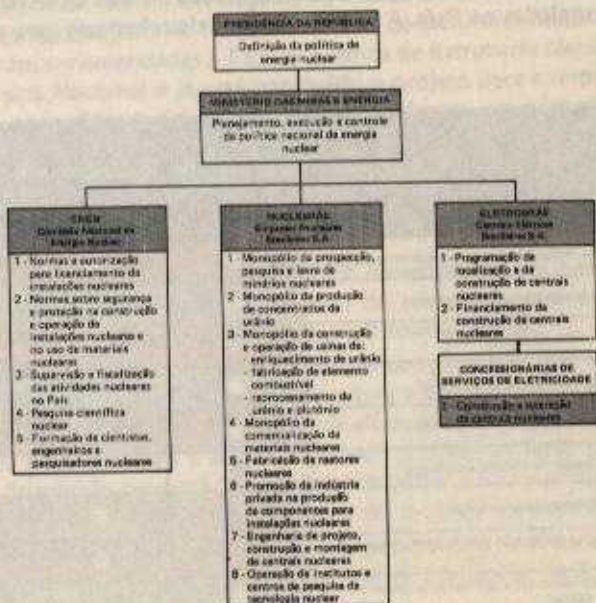 PRESIDÊNCIA DA REPÚBLICA
Definição da política de
energia nuclear
MINISTÉRIO DAS MINAS E ENERGIA
Planejamento, execução e controle
da política nacional de energia
nuclear
CNEN
Comissão Nacional de
Energia Nuclear
1 - Normas e autorização
para licenciamento de
instalações nucleares
2 - Normas sobre segurança
e proteção na construção
e operação de
instalações nucleares e
no uso de materiais
nucleares
3 - Supervisão e fiscalização
das atividades nucleares
no País
4 - Pesquisa científica
nuclear
5 - Formação de cientistas,
engenheiros e
pesquisadores nucleares
NUCLEBRÁS
Empresas Nucleares
Brasileiras S.A.
1 - Monopólio da prospecção,
pesquisa e lavra de
minérios nucleares
2 - Monopólio da produção
de concentrados de
urânio
3 - Monopólio da construção
e operação de usinas de:
- enriquecimento de urânio
- fabricação de elemento
combustível
- reprocessamento de
urânio e plutônio
4 - Monopólio da
comercialização de
materiais nucleares
5 - Fabricação de reatores
nucleares
6 - Promoção da indústria
privada na produção
de componentes para
instalações nucleares
7 - Engenharia de projeto,
construção e montagem
de centrais nucleares
8 - Operação de institutos e
centros de pesquisa da
tecnologia nuclear
ELETROBRÁS
Centrais Elétricas
Brasileiras S.A.
1 - Programação da
localização e da
construção de centrais
nucleares
2 - Financiamento da
construção de centrais
nucleares
CONCESSIONÁRIAS DE
SERVIÇOS DE ELETRICIDADE
1 - Construção e operação
de centrais nucleares